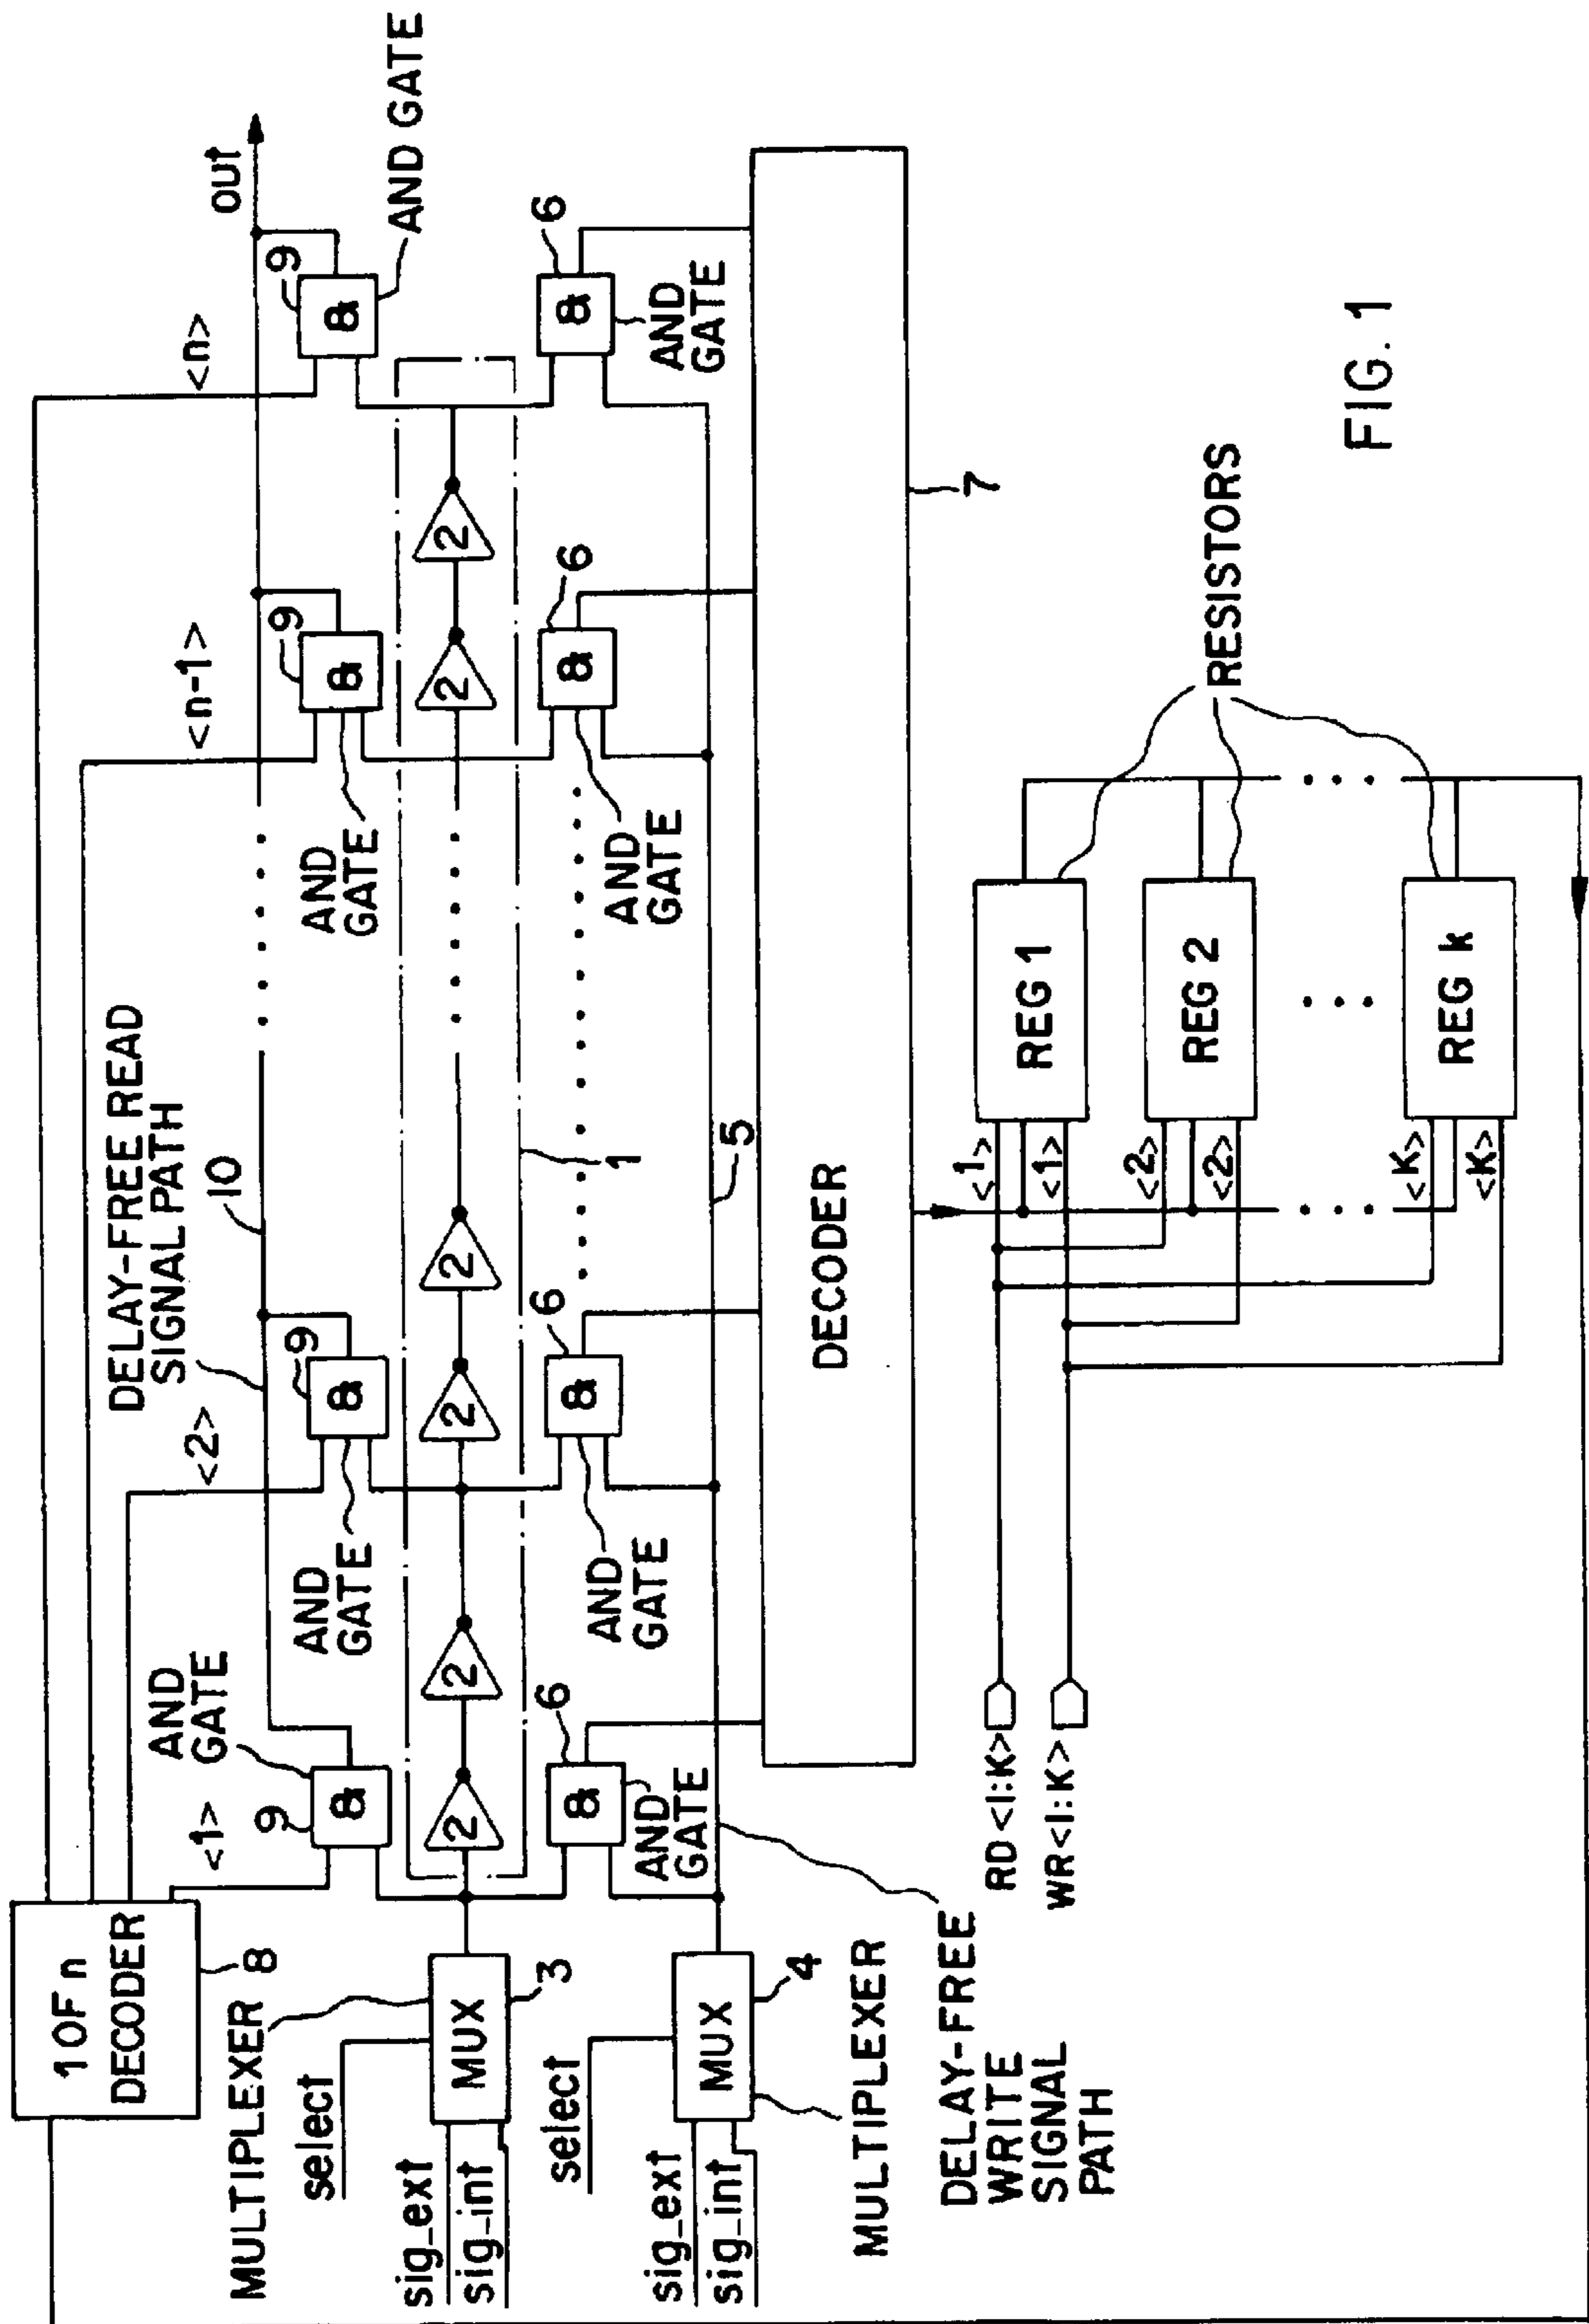 1 OF n
DECODER
8
<1>
<2>
<n-1>
<n>
out
AND
GATE
9
AND
GATE
9
DELAY-FREE READ
SIGNAL PATH
10
AND
GATE
9
9
AND GATE
MULTIPLEXER
select
sig_ext
sig_int
MUX
3
&
&
&
&
2
2
2
2
2
2
1
select
sig_ext
sig_int
MUX
4
MULTIPLEXER
&
6
AND
GATE
&
6
AND
GATE
&
6
AND
GATE
&
6
AND
GATE
5
DELAY-FREE
WRITE
SIGNAL
PATH
DECODER
7
RD<1:K>
WR<1:K>
<1>
<1>
REG 1
<2>
<2>
REG 2
<K>
<K>
REG k
RESISTORS
FIG. 1